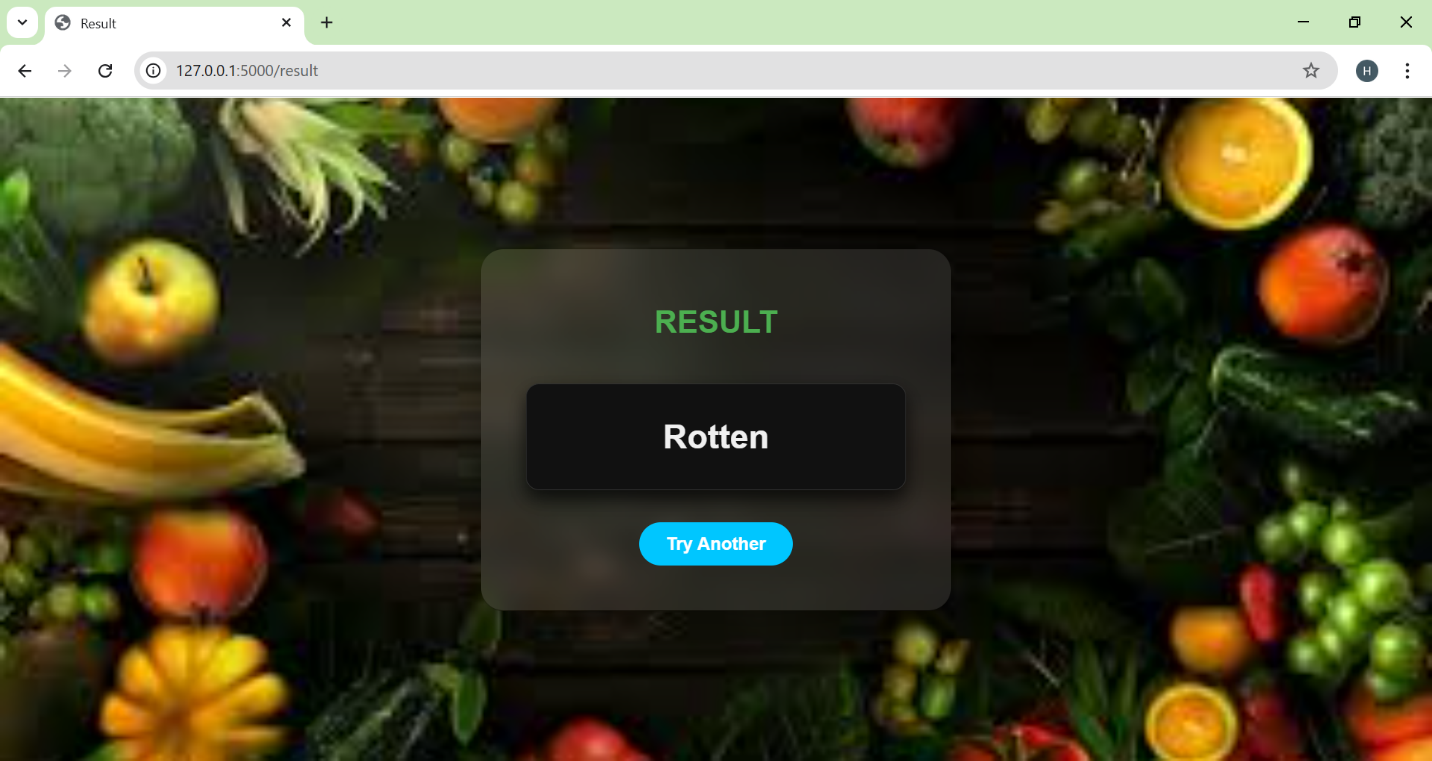 Result
127.0.0.1:5000/result
H
RESULT
Rotten
Try Another